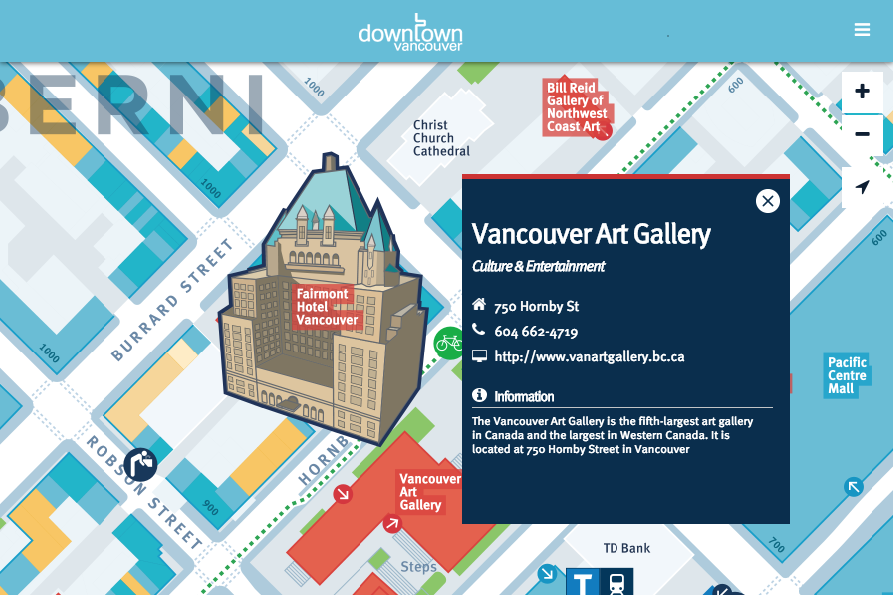 downtown
vancouver
BERNI
1000
600
Bill Reid
Gallery of
Northwest
Coast Art
Christ
Church
Cathedral
1000
600
BURRARD STREET
Vancouver Art Gallery
Culture & Entertainment
Fairmont
Hotel
Vancouver
750 Hornby St
604 662-4719
http://www.vanartgallery.bc.ca
1000
Pacific
Centre
Mall
Information
The Vancouver Art Gallery is the fifth-largest art gallery
in Canada and the largest in Western Canada. It is
located at 750 Hornby Street in Vancouver
ROBSON STREET
HORNB
900
Vancouver
Art
Gallery
TD Bank
700
Steps
T